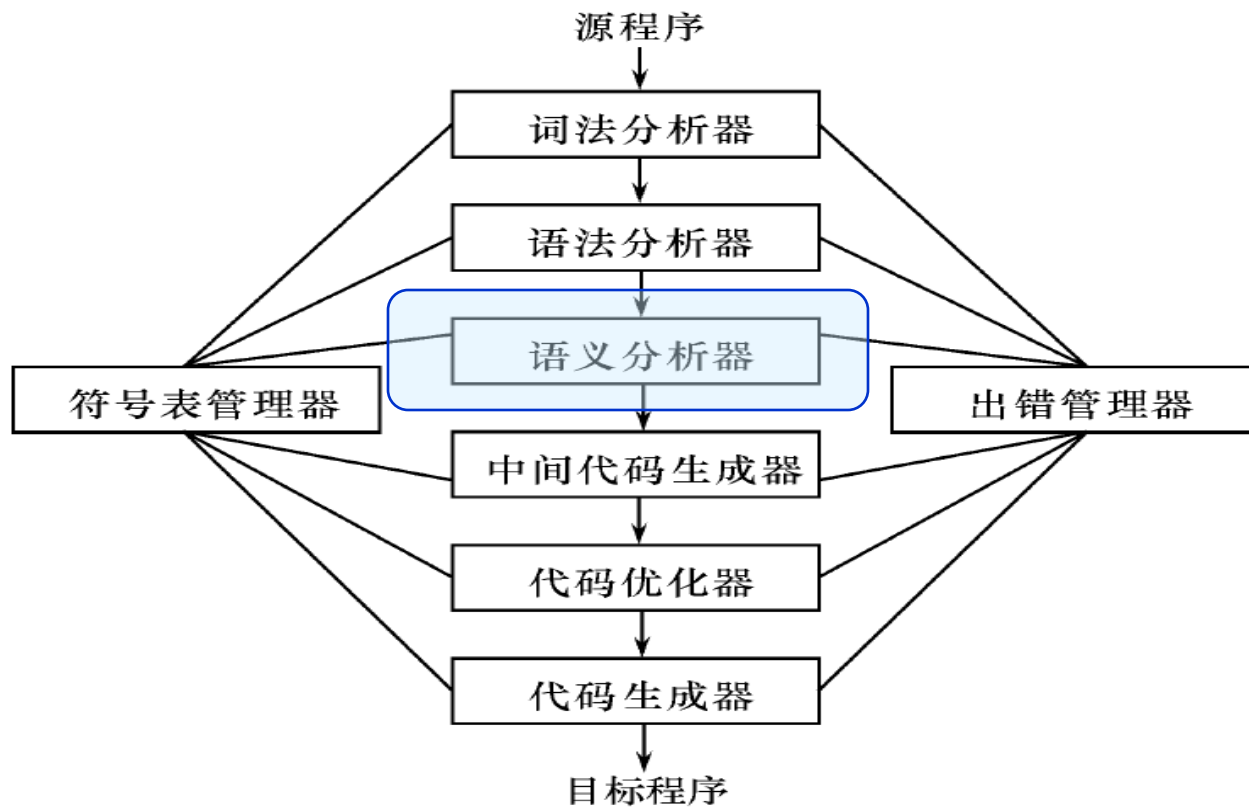 源程序
词法分析器
语法分析器
语义分析器
符号表管理器
出错管理器
中间代码生成器
代码优化器
代码生成器
目标程序